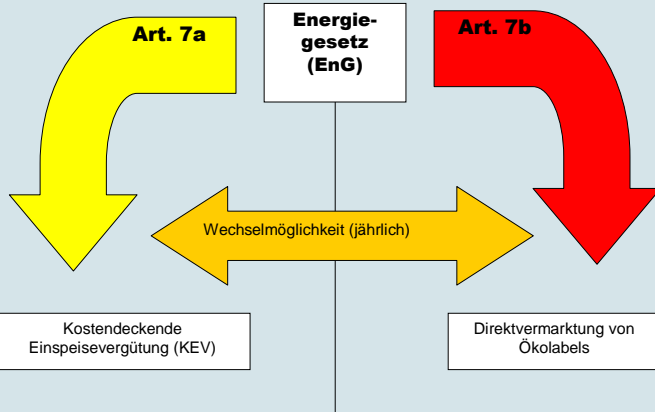 Art. 7a
Energie-
gesetz
(EnG)
Art. 7b
Wechselmöglichkeit (jährlich)
Kostendeckende
Einspeisevergütung (KEV)
Direktvermarktung von
Ökolabels